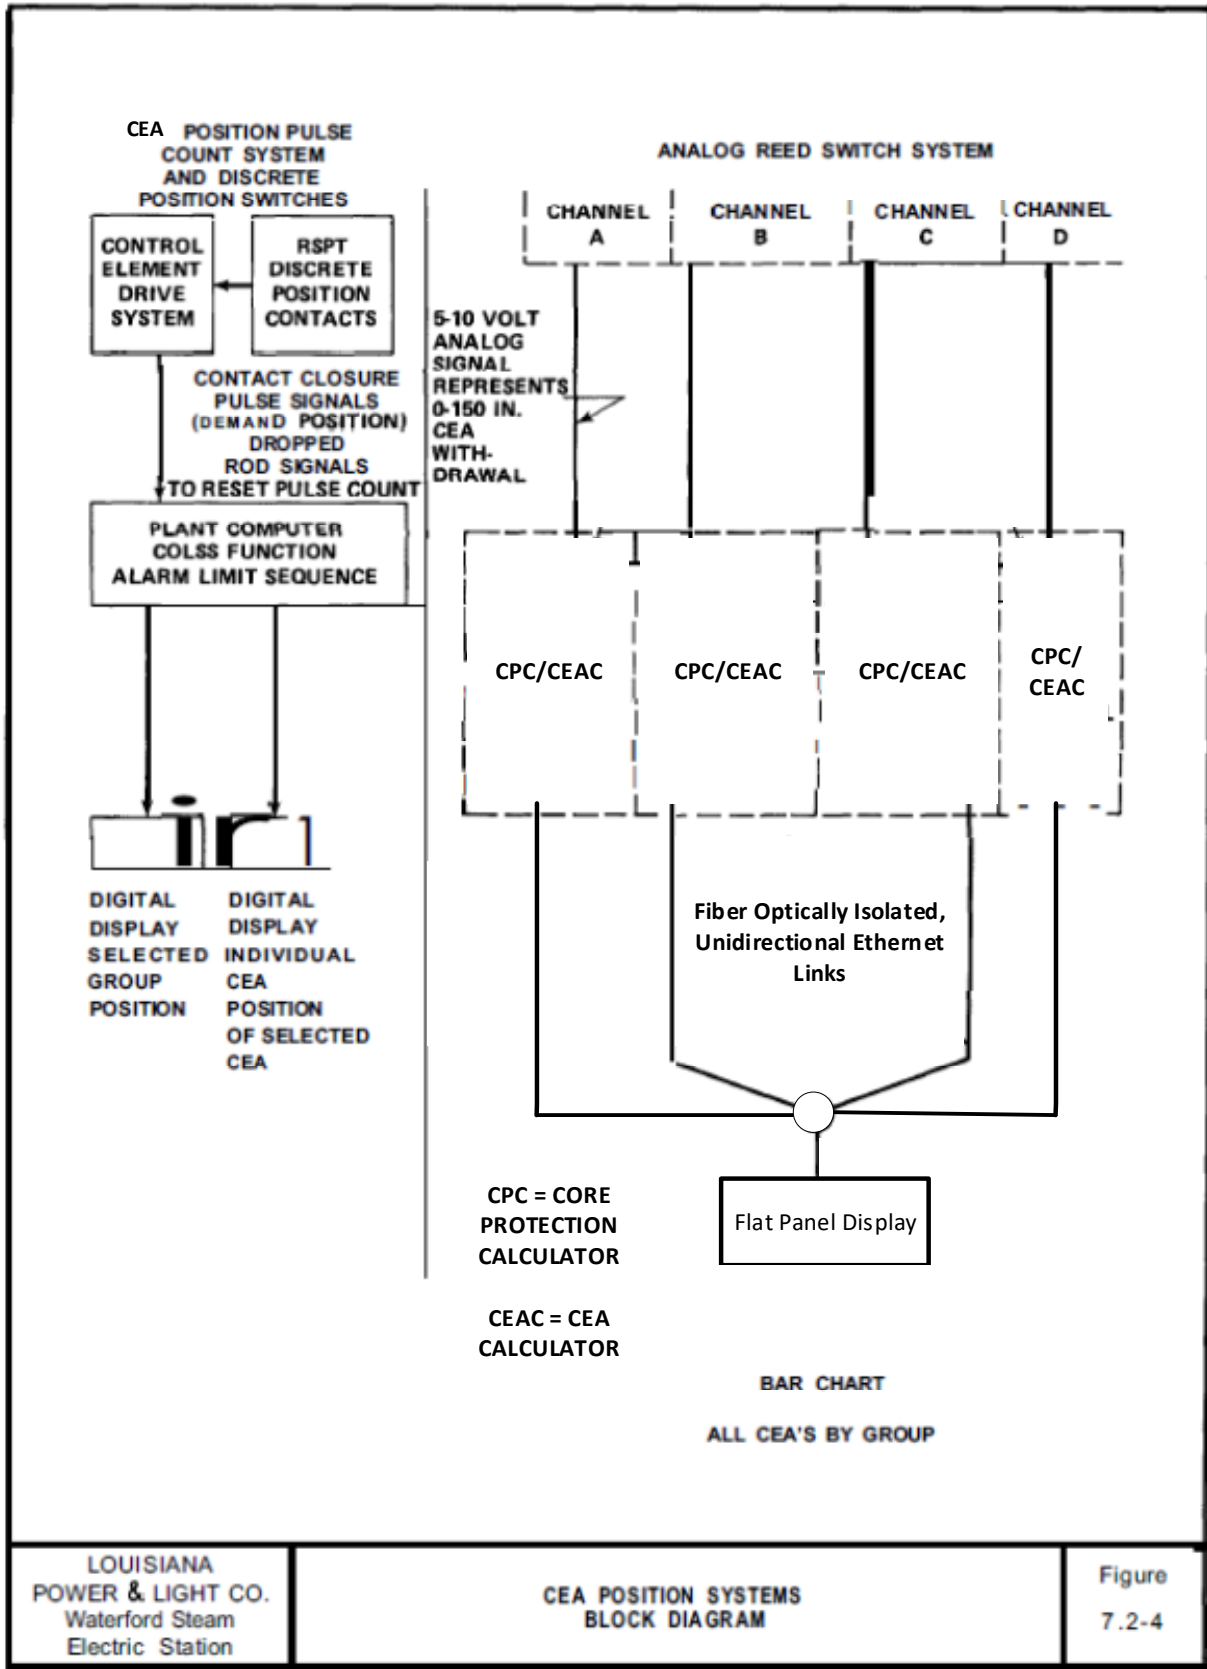 CEA POSITION PULSE
COUNT SYSTEM
AND DISCRETE
POSITION SWITCHES
CONTROL
ELEMENT
DRIVE
SYSTEM
RSPT
DISCRETE
POSITION
CONTACTS
CONTACT CLOSURE
PULSE SIGNALS
(DEMAND POSITION)
DROPPED
ROD SIGNALS
TO RESET PULSE COUNT
PLANT COMPUTER
COLSS FUNCTION
ALARM LIMIT SEQUENCE
DIGITAL
DISPLAY
SELECTED
GROUP
POSITION
DIGITAL
DISPLAY
INDIVIDUAL
CEA
POSITION
OF SELECTED
CEA
ANALOG REED SWITCH SYSTEM
CHANNEL
A
CHANNEL
B
CHANNEL
C
CHANNEL
D
5-10 VOLT
ANALOG
SIGNAL
REPRESENTS
0-150 IN.
CEA
WITH-
DRAWAL
CPC/CEAC
CPC/CEAC
CPC/CEAC
CPC/
CEAC
Fiber Optically Isolated,
Unidirectional Ethernet
Links
Flat Panel Display
CPC = CORE
PROTECTION
CALCULATOR
CEAC = CEA
CALCULATOR
BAR CHART
ALL CEA'S BY GROUP
LOUISIANA
POWER & LIGHT CO.
Waterford Steam
Electric Station
CEA POSITION SYSTEMS
BLOCK DIAGRAM
Figure
7.2-4